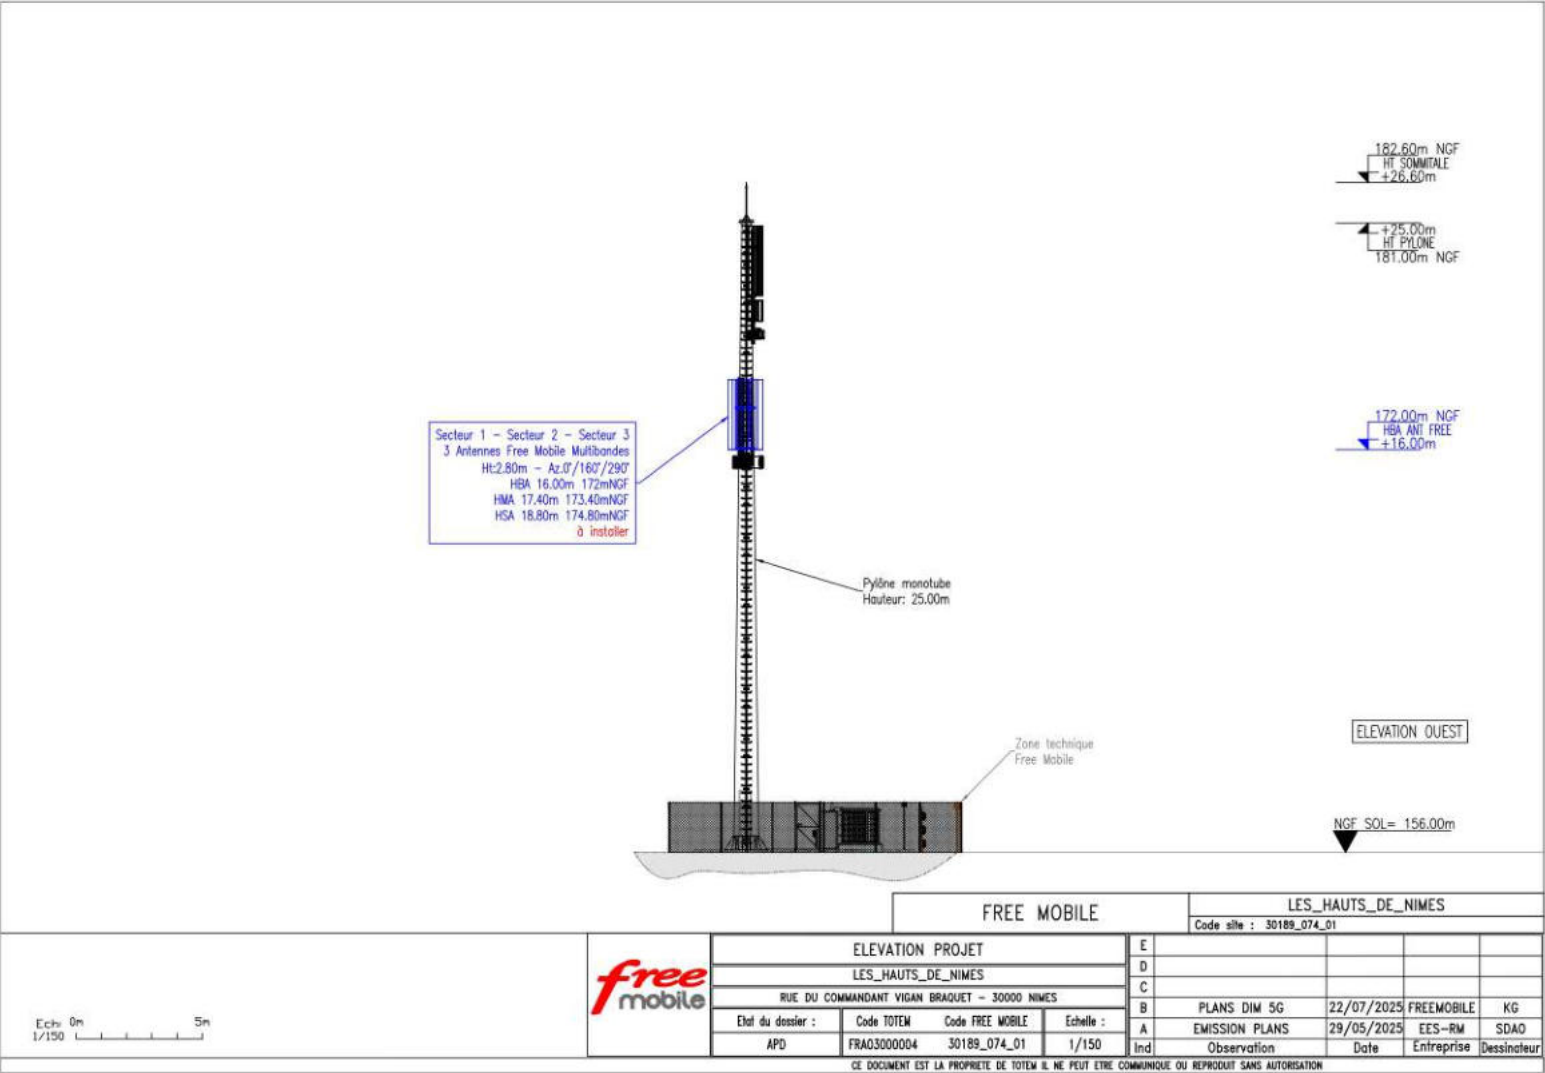 182.60m NGF
HT SOMMITALE
+26.60m
+25.00m
HT PYLONE
181.00m NGF
172.00m NGF
HBA ANT FREE
+16.00m
Secteur 1 - Secteur 2 - Secteur 3
3 Antennes Free Mobile Multibandes
Ht:2.80m - Az.0°/160°/290°
HBA 16.00m 172mNGF
HMA 17.40m 173.40mNGF
HSA 18.80m 174.80mNGF
à installer
Pylône monotube
Hauteur: 25.00m
Zone technique
Free Mobile
ELEVATION OUEST
NGF SOL= 156.00m
FREE MOBILE
LES_HAUTS_DE_NIMES
Code site : 30189_074_01
Ech: 0m 5m
1/150
free
mobile
ELEVATION PROJET
LES_HAUTS_DE_NIMES
RUE DU COMMANDANT VIGAN BRAQUET - 30000 NIMES
Etat du dossier : Code TOTEM Code FREE MOBILE Echelle :
APD FRA03000004 30189_074_01 1/150
E
D
C
B PLANS DIM 5G 22/07/2025 FREEMOBILE KG
A EMISSION PLANS 29/05/2025 EES-RM SDAO
Ind Observation Date Entreprise Dessinateur
CE DOCUMENT EST LA PROPRIETE DE TOTEM IL NE PEUT ETRE COMMUNIQUE OU REPRODUIT SANS AUTORISATION